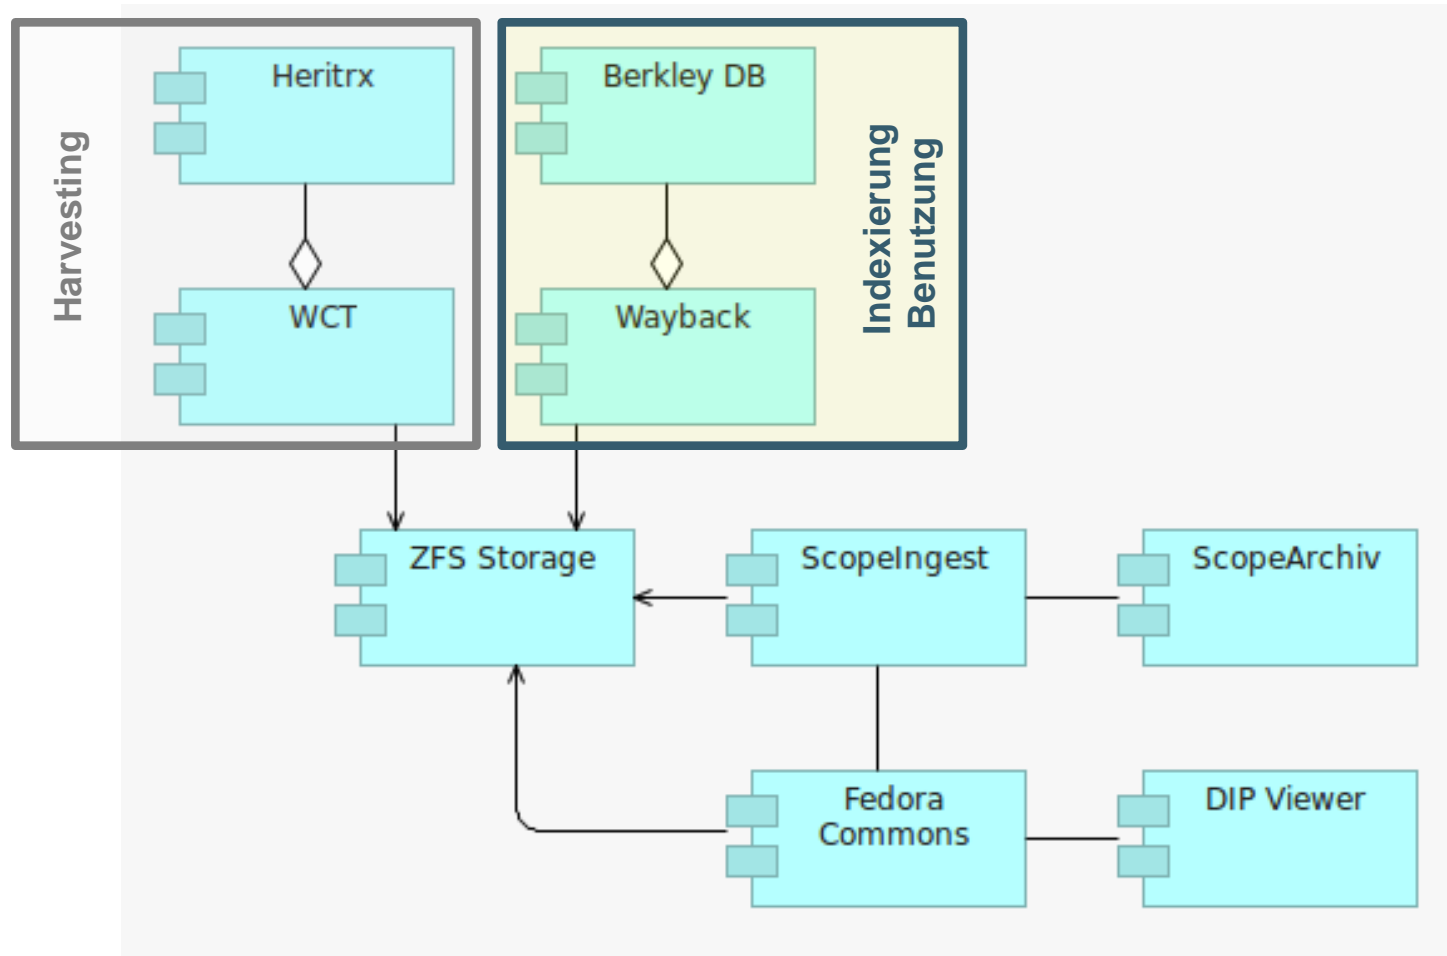 Harvesting
Heritrx
WCT
Berkley DB
Wayback
Indexierung
Benutzung
ZFS Storage
ScopeIngest
ScopeArchiv
Fedora
Commons
DIP Viewer